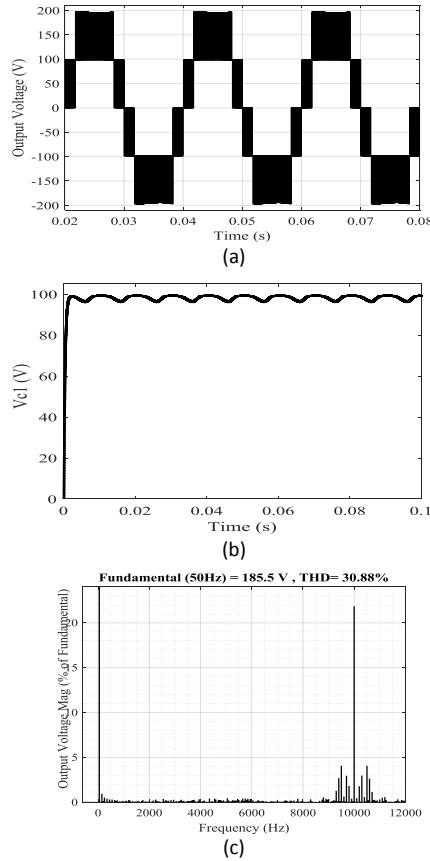 200
150
100
50
0
-50
-100
-150
-200
Output Voltage (V)
0.02 0.03 0.04 0.05 0.06 0.07 0.08
Time (s)
(a)
100
80
60
40
20
0
Vc1 (V)
0 0.02 0.04 0.06 0.08 0.1
Time (s)
(b)
Fundamental (50Hz) = 185.5 V , THD= 30.88%
Output Voltage Mag (% of Fundamental)
20
15
10
5
0
0 2000 4000 6000 8000 10000 12000
Frequency (Hz)
(c)